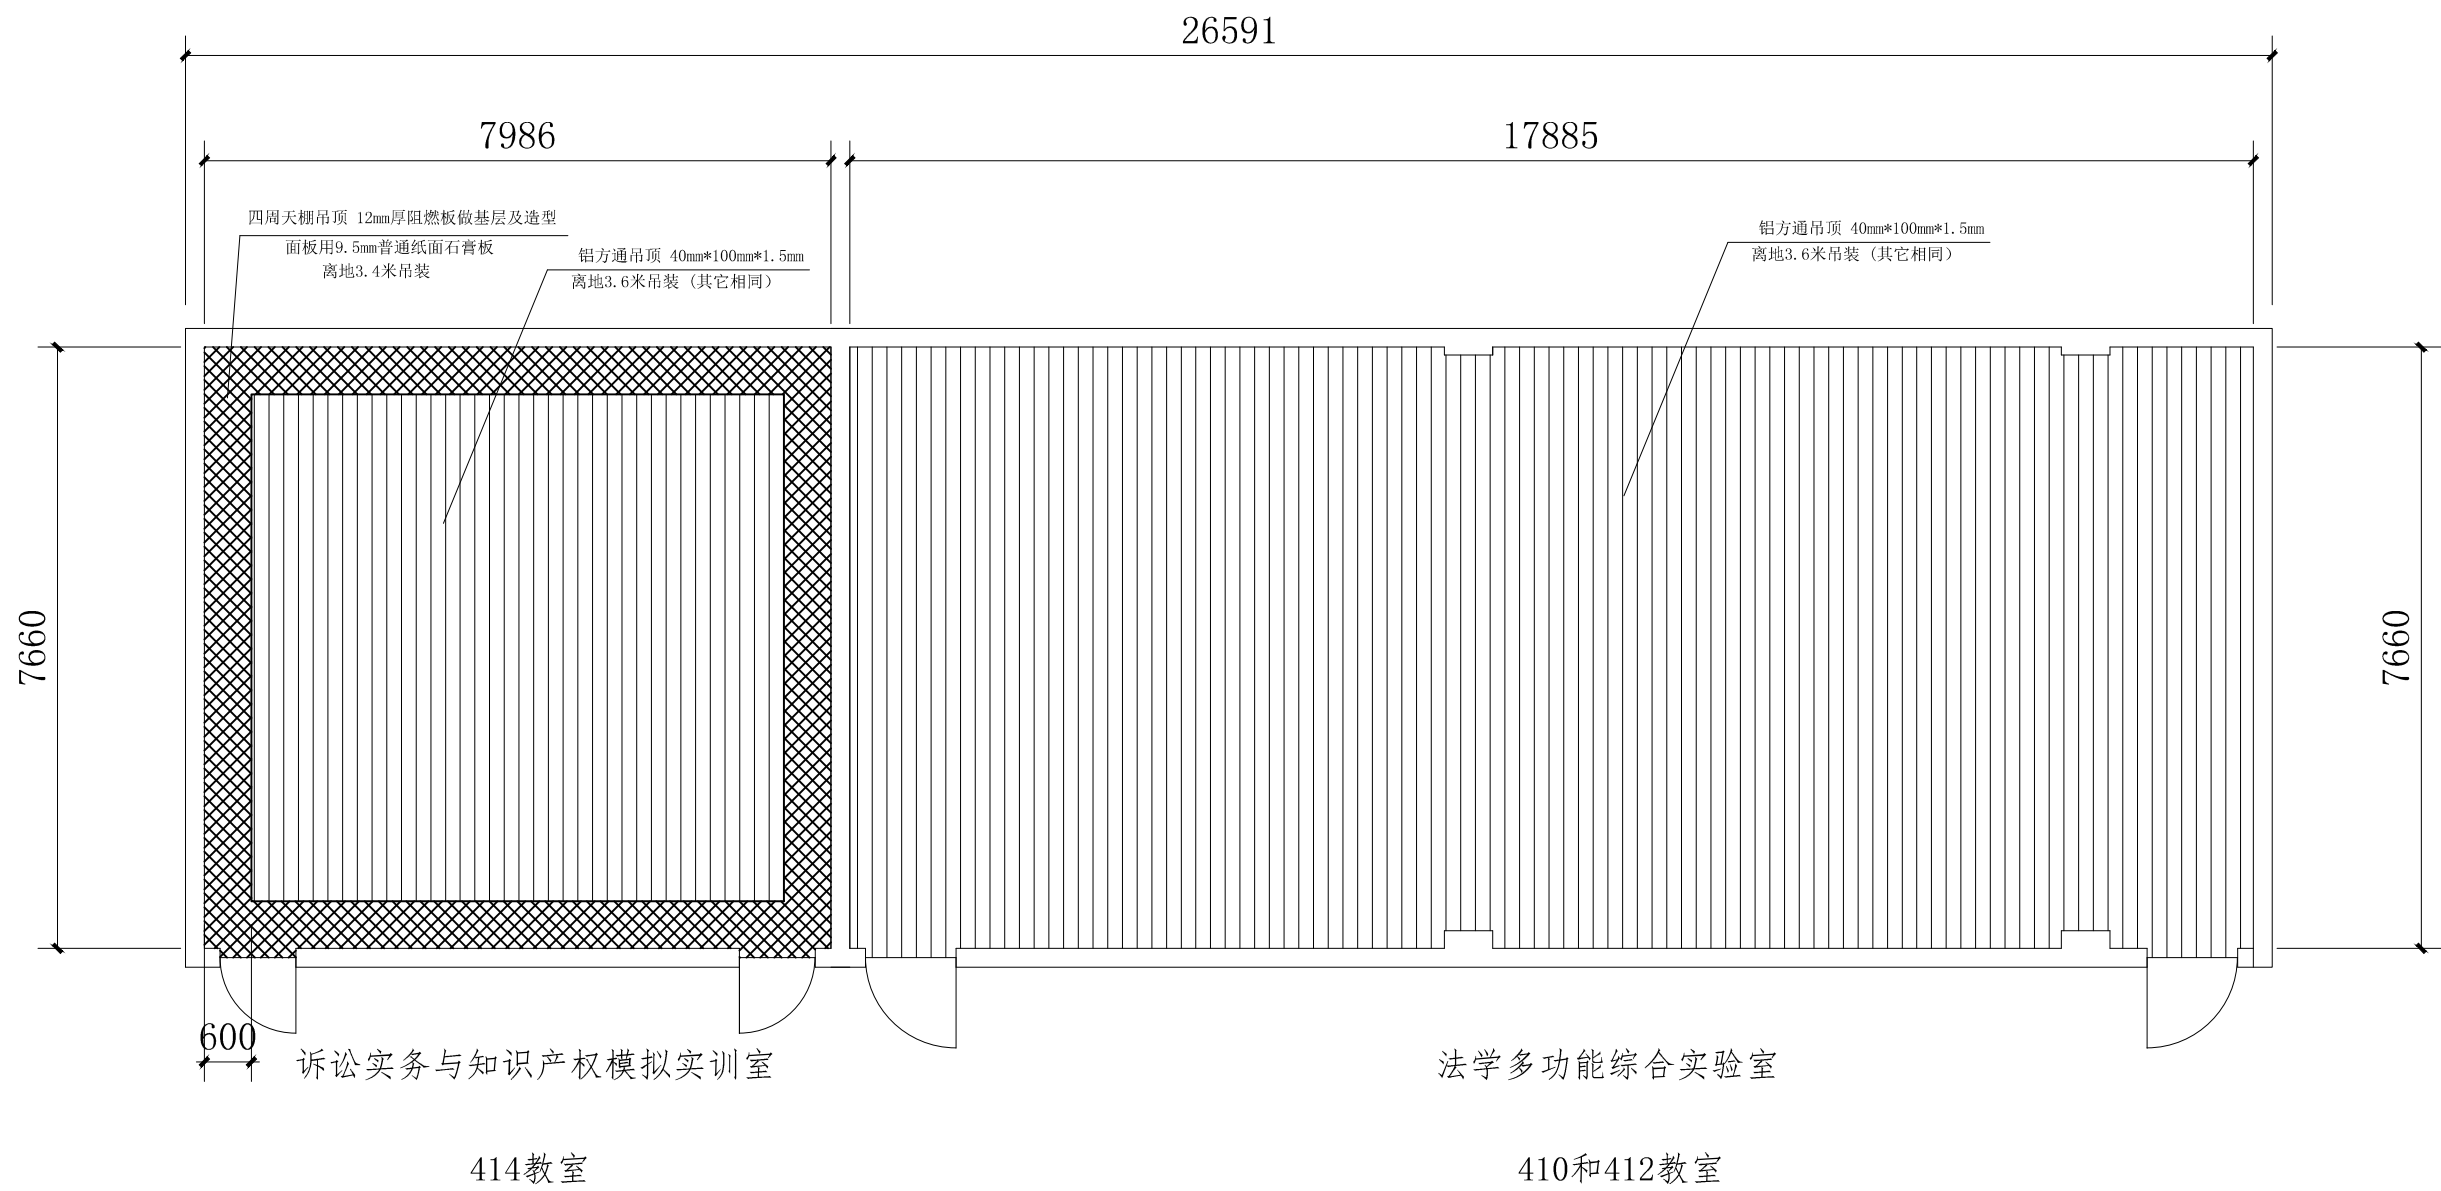 26591
7986
17885
四周天棚吊顶 12mm厚阻燃板做基层及造型
面板用9.5mm普通纸面石膏板
离地3.4米吊装
铝方通吊顶 40mm*100mm*1.5mm
离地3.6米吊装（其它相同）
铝方通吊顶 40mm*100mm*1.5mm
离地3.6米吊装（其它相同）
7660
7660
600
诉讼实务与知识产权模拟实训室
法学多功能综合实验室
414教室
410和412教室